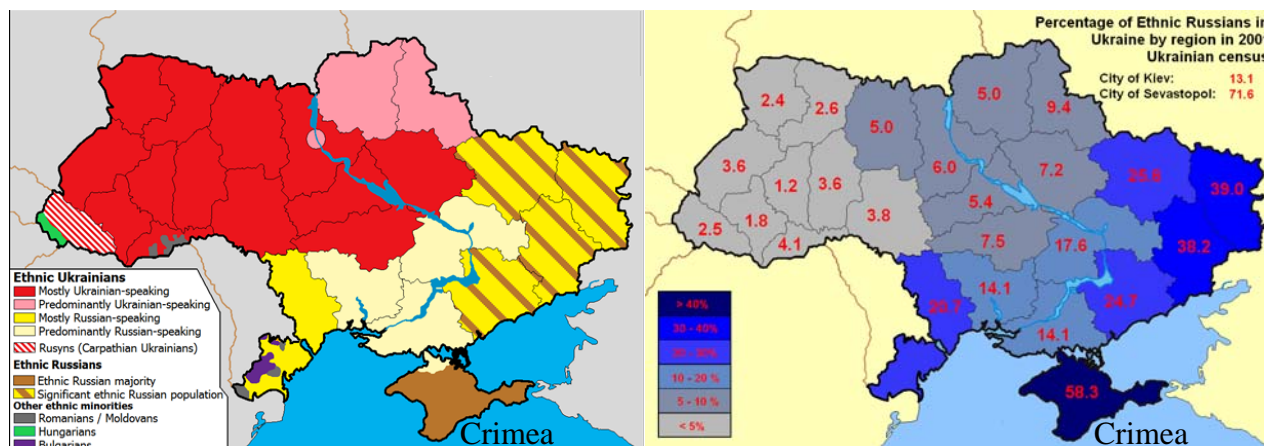 Ethnic Ukrainians
Mostly Ukrainian-speaking
Predominantly Ukrainian-speaking
Mostly Russian-speaking
Predominantly Russian-speaking
Rusyns (Carpathian Ukrainians)
Ethnic Russians
Ethnic Russian majority
Significant ethnic Russian population
Other ethnic minorities
Romanians / Moldovans
Hungarians
Bulgarians
Crimea
Percentage of Ethnic Russians in
Ukraine by region in 2001
Ukrainian census
City of Kiev: 13.1
City of Sevastopol: 71.6
2.4
2.6
5.0
5.0
9.4
3.6
1.2
3.6
6.0
7.2
25.6
39.0
2.5
1.8
4.1
3.8
5.4
7.5
17.6
38.2
20.7
14.1
24.7
14.1
58.3
> 40%
30 - 40%
20 - 30%
10 - 20 %
5 - 10 %
< 5%
Crimea